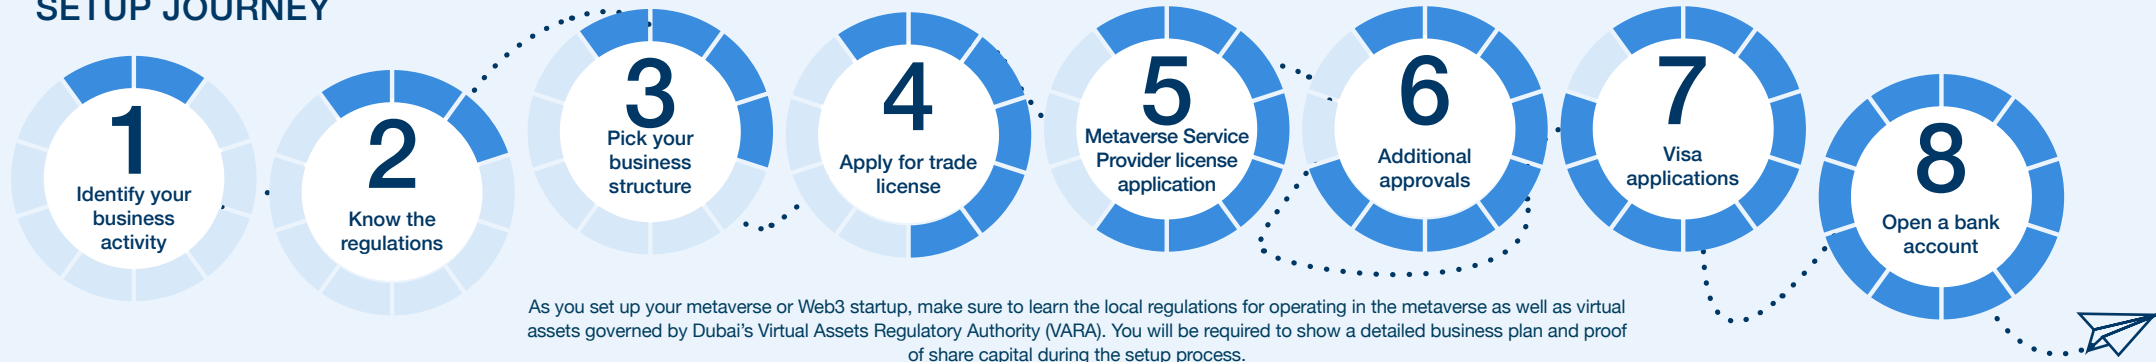 SETUP JOURNEY
1
Identify your
business
activity
2
Know the
regulations
3
Pick your
business
structure
4
Apply for trade
license
5
Metaverse Service
Provider license
application
6
Additional
approvals
7
Visa
applications
8
Open a bank
account
As you set up your metaverse or Web3 startup, make sure to learn the local regulations for operating in the metaverse as well as virtual
assets governed by Dubai’s Virtual Assets Regulatory Authority (VARA). You will be required to show a detailed business plan and proof
of share capital during the setup process.